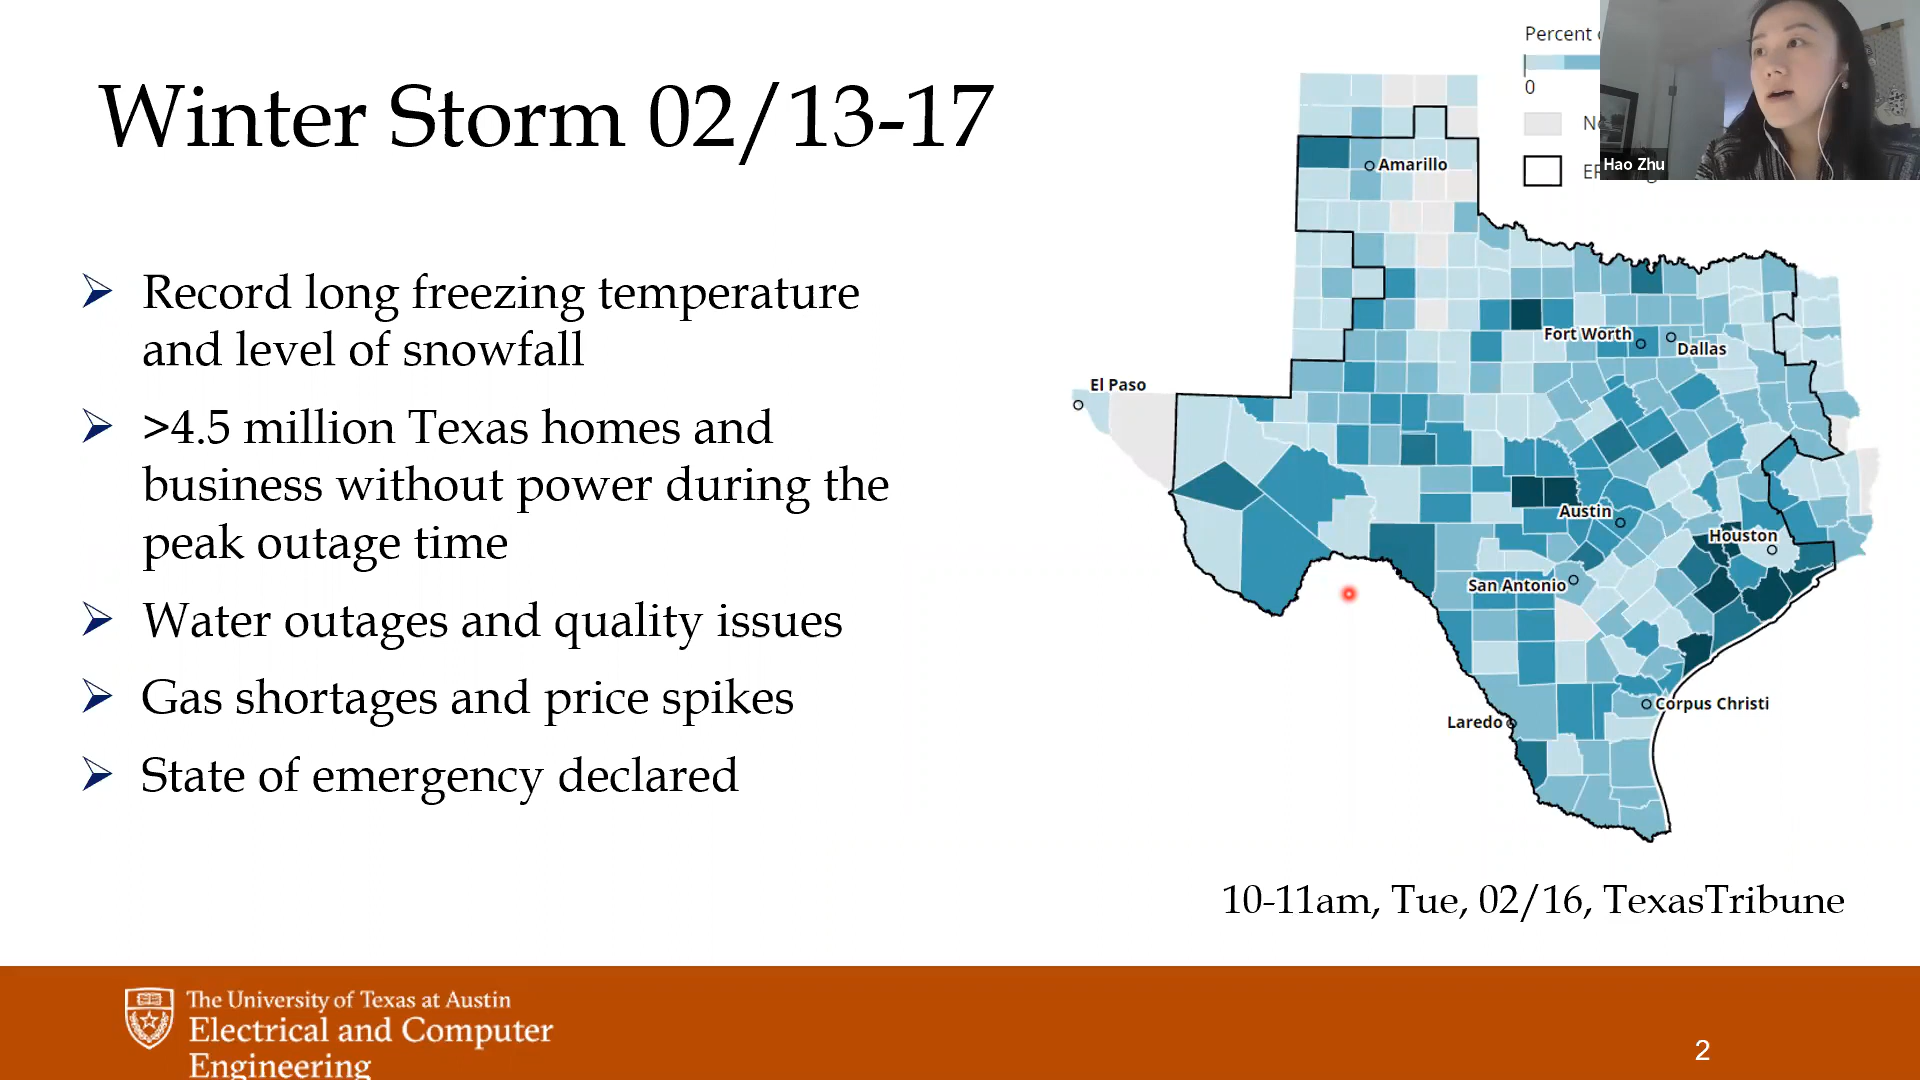 Winter Storm 02/13-17
Record long freezing temperature
and level of snowfall
>4.5 million Texas homes and
business without power during the
peak outage time
Water outages and quality issues
Gas shortages and price spikes
State of emergency declared
Percent
0
Hao Zhu
Amarillo
Fort Worth
Dallas
El Paso
Austin
Houston
San Antonio
Corpus Christi
Laredo
10-11am, Tue, 02/16, TexasTribune
The University of Texas at Austin
Electrical and Computer
Engineering
2